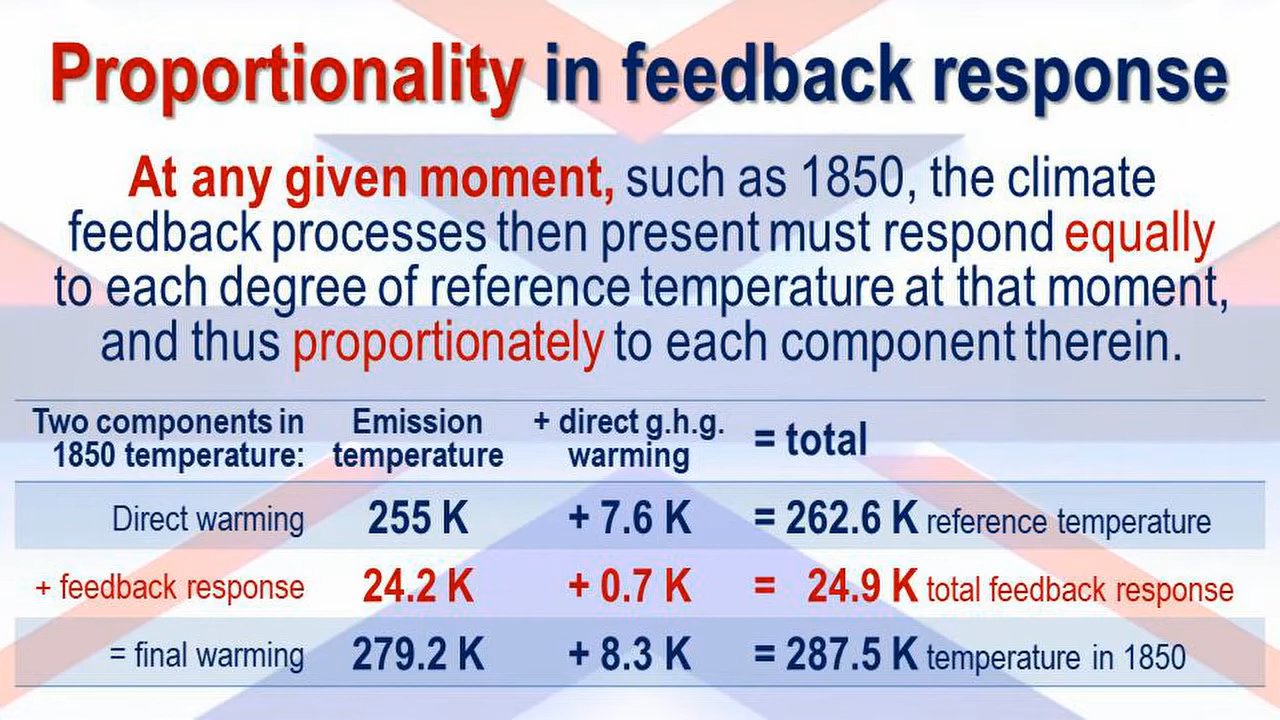 Proportionality in feedback response
At any given moment, such as 1850, the climate
feedback processes then present must respond equally
to each degree of reference temperature at that moment,
and thus proportionately to each component therein.
Two components in 1850 temperature: Emission temperature + direct g.h.g. warming = total
Direct warming 255 K + 7.6 K = 262.6 K reference temperature
+ feedback response 24.2 K + 0.7 K = 24.9 K total feedback response
= final warming 279.2 K + 8.3 K = 287.5 K temperature in 1850